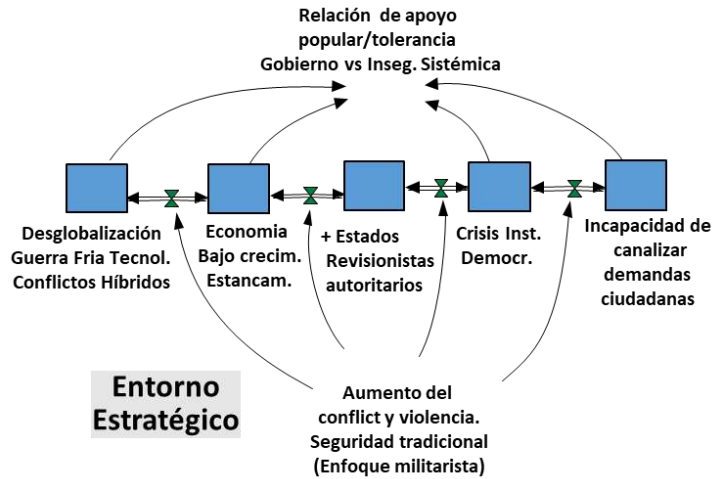 Relación de apoyo
popular/tolerancia
Gobierno vs Inseg. Sistémica
Desglobalización
Guerra Fria Tecnol.
Conflictos Híbridos
Economia
Bajo crecim.
Estancam.
+ Estados
Revisionistas
autoritarios
Crisis Inst.
Democr.
Incapacidad de
canalizar
demandas
ciudadanas
Entorno
Estratégico
Aumento del
conflict y violencia.
Seguridad tradicional
(Enfoque militarista)